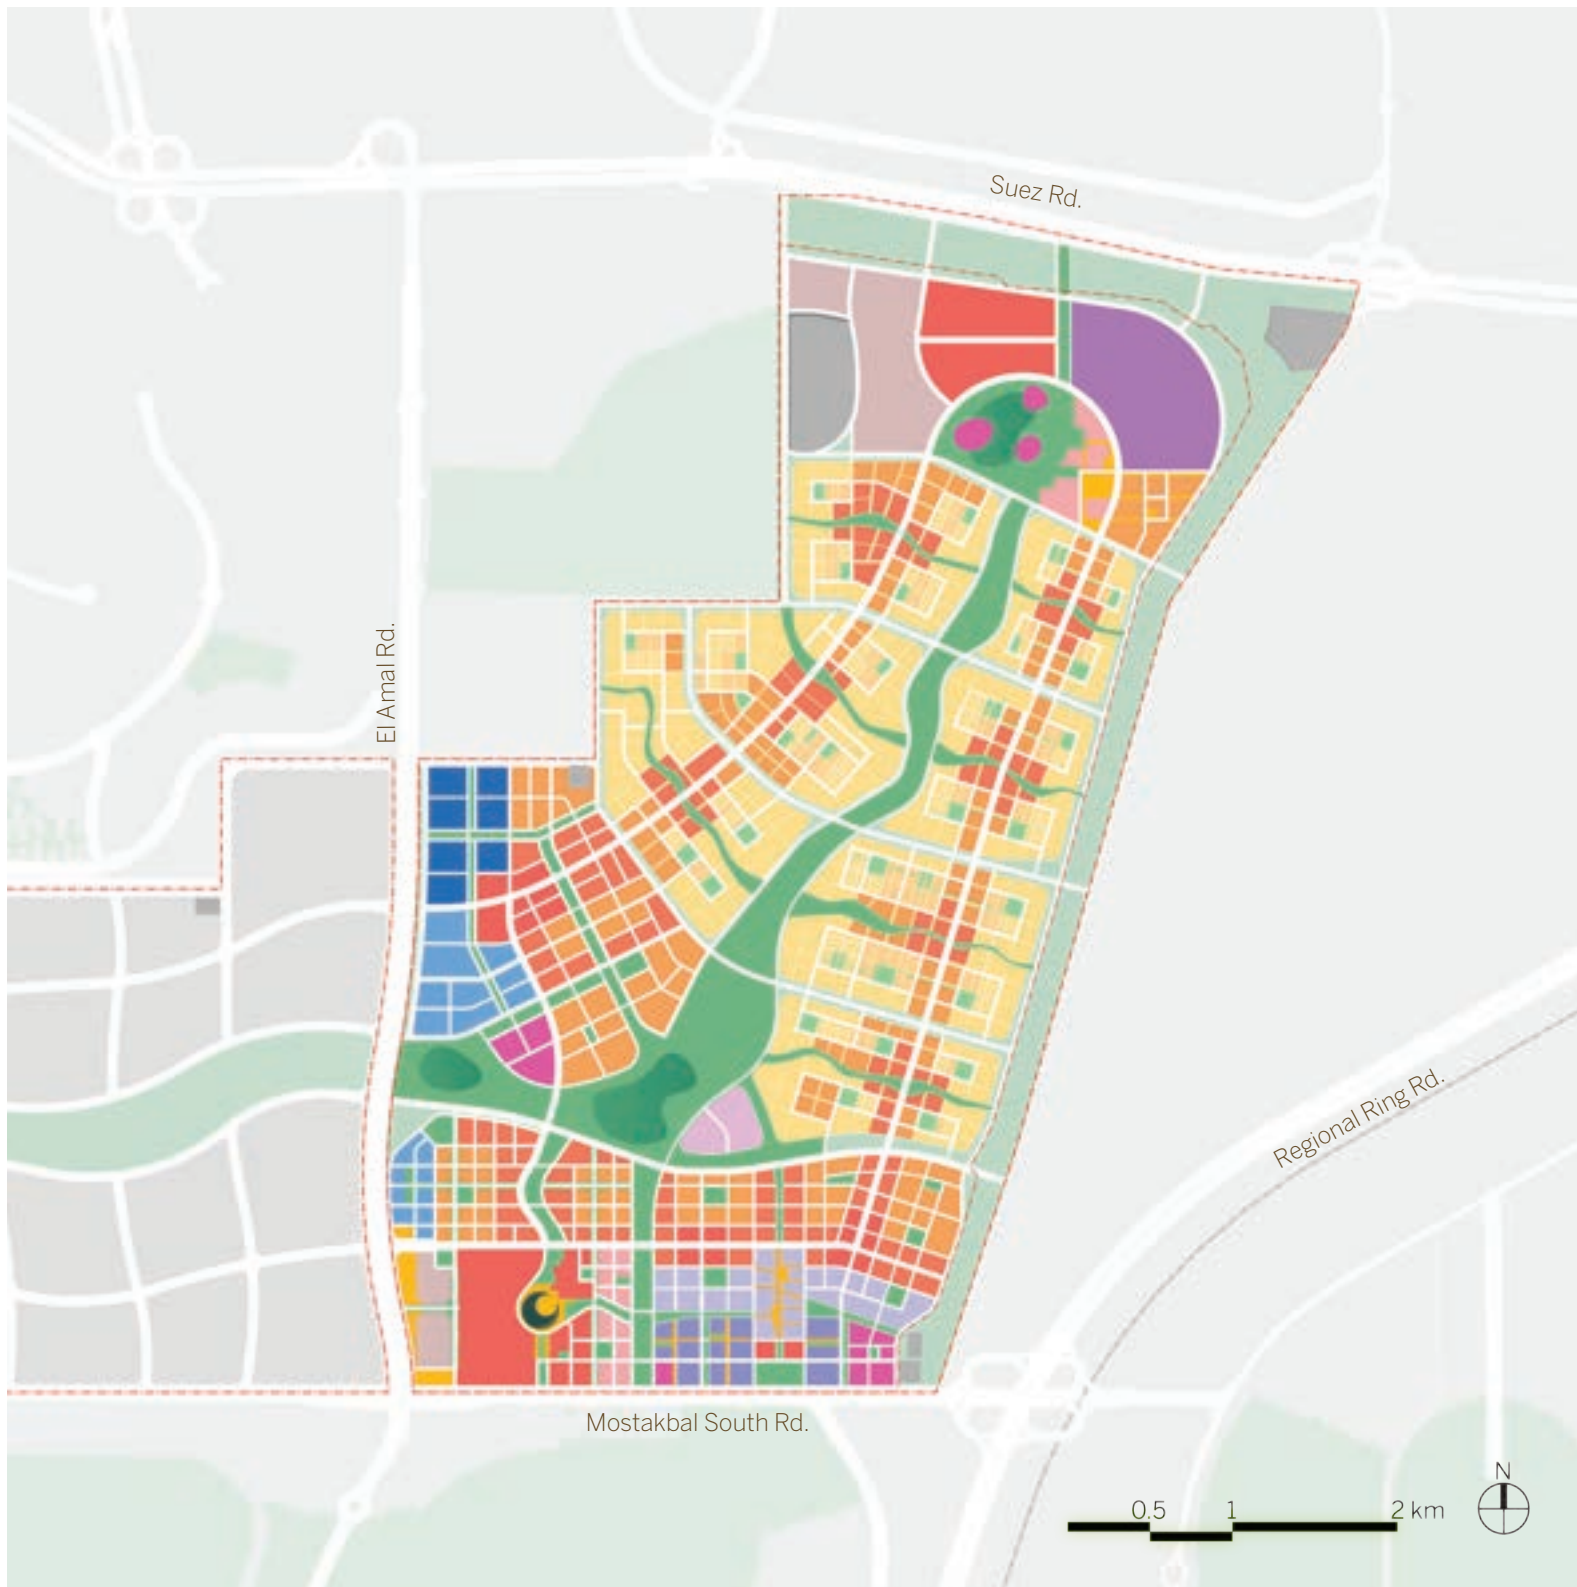 Suez Rd.
El Amal Rd.
Regional Ring Rd.
Mostakbal South Rd.
N
0.5 1 2 km